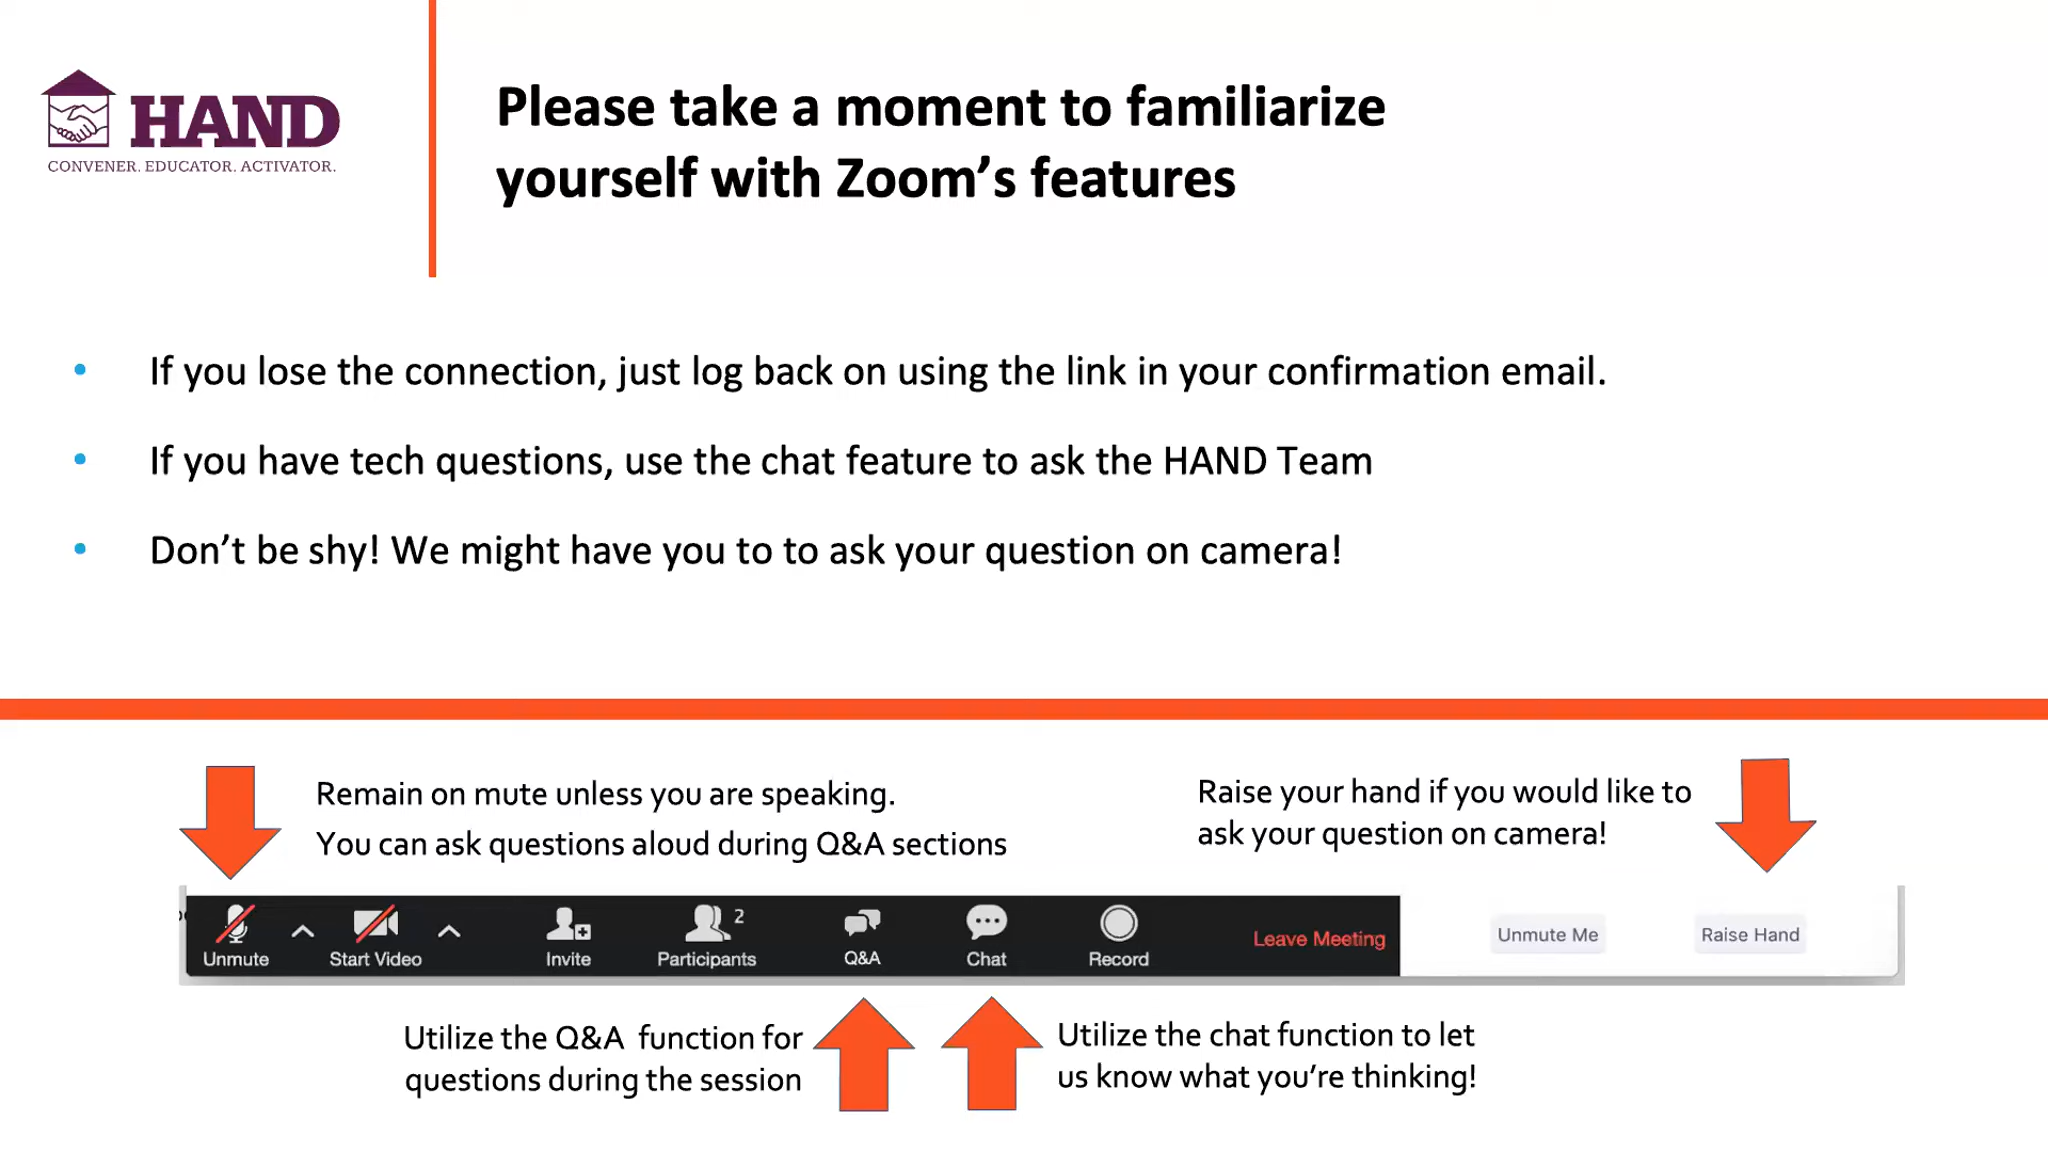 HAND
CONVENER. EDUCATOR. ACTIVATOR.
Please take a moment to familiarize
yourself with Zoom’s features
• If you lose the connection, just log back on using the link in your confirmation email.
• If you have tech questions, use the chat feature to ask the HAND Team
• Don’t be shy! We might have you to to ask your question on camera!
Remain on mute unless you are speaking.
You can ask questions aloud during Q&A sections
Raise your hand if you would like to
ask your question on camera!
Unmute
Start Video
Invite
Participants 2
Q&A
Chat
Record
Leave Meeting
Unmute Me
Raise Hand
Utilize the Q&A function for
questions during the session
Utilize the chat function to let
us know what you’re thinking!